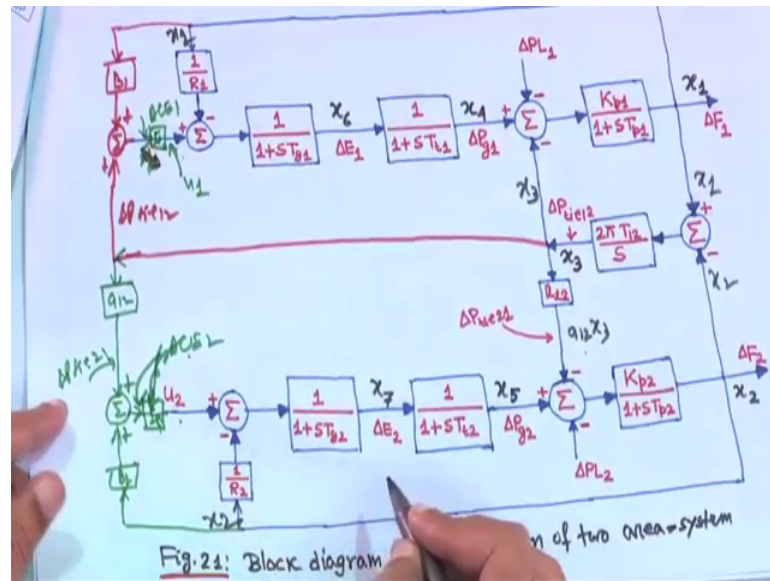 x1
ΔPL1
B1
1/R1
ACE1
x6
x4
Kp1
x1
1/1+STg1
1/1+STt1
1+STp1
ΔE1
ΔPg1
ΔF1
u1
x3
x1
ΔPtie12
ΔPtie12
2πT12/S
x3
x2
a12
a12
ΔPtie21
a12x3
ACE2
ΔPtie21
ΔF2
u2
x7
x5
Kp2
1/1+STg2
1/1+STt2
1+STp2
x2
ΔE2
ΔPg2
B2
1/R2
ΔPL2
x2
Fig.21: Block diagram n of two area-system